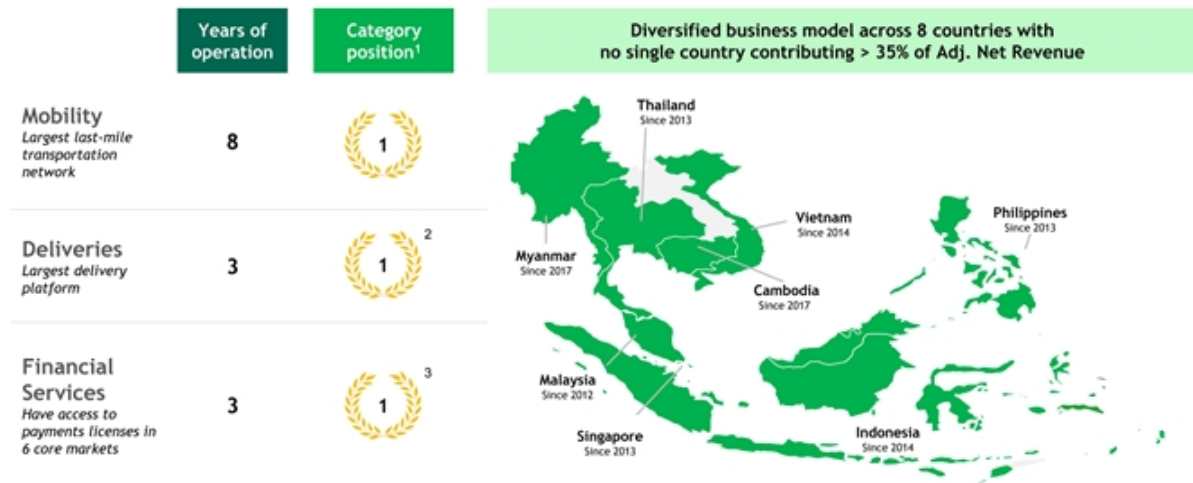 Years of
operation
Category
position¹
Diversified business model across 8 countries with
no single country contributing > 35% of Adj. Net Revenue
Mobility
Largest last-mile
transportation
network
8
1
Deliveries
Largest delivery
platform
3
1
2
Financial
Services
Have access to
payments licenses in
6 core markets
3
1
3
Thailand
Since 2013
Vietnam
Since 2014
Philippines
Since 2013
Myanmar
Since 2017
Cambodia
Since 2017
Malaysia
Since 2012
Singapore
Since 2013
Indonesia
Since 2014